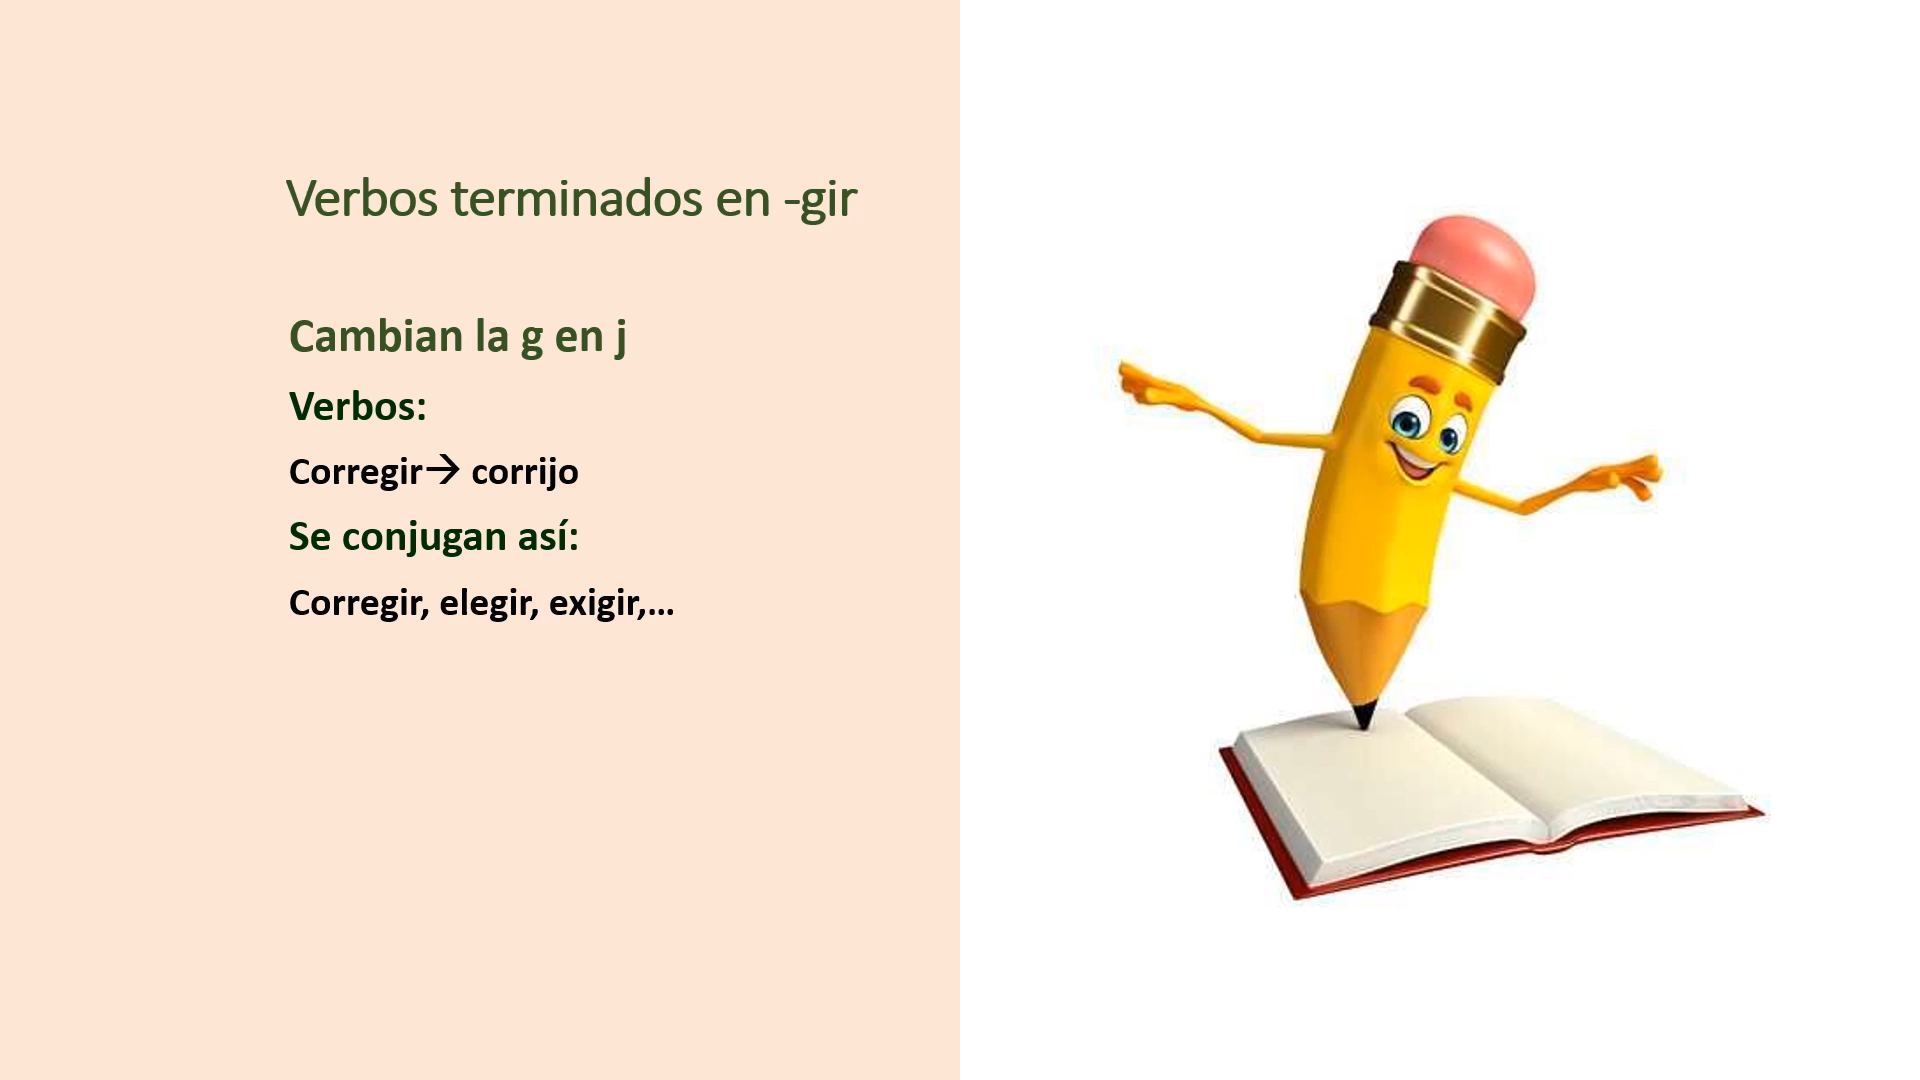 Verbos terminados en -gir
Cambian la g en j
Verbos:
Corregir→ corrijo
Se conjugan así:
Corregir, elegir, exigir,…